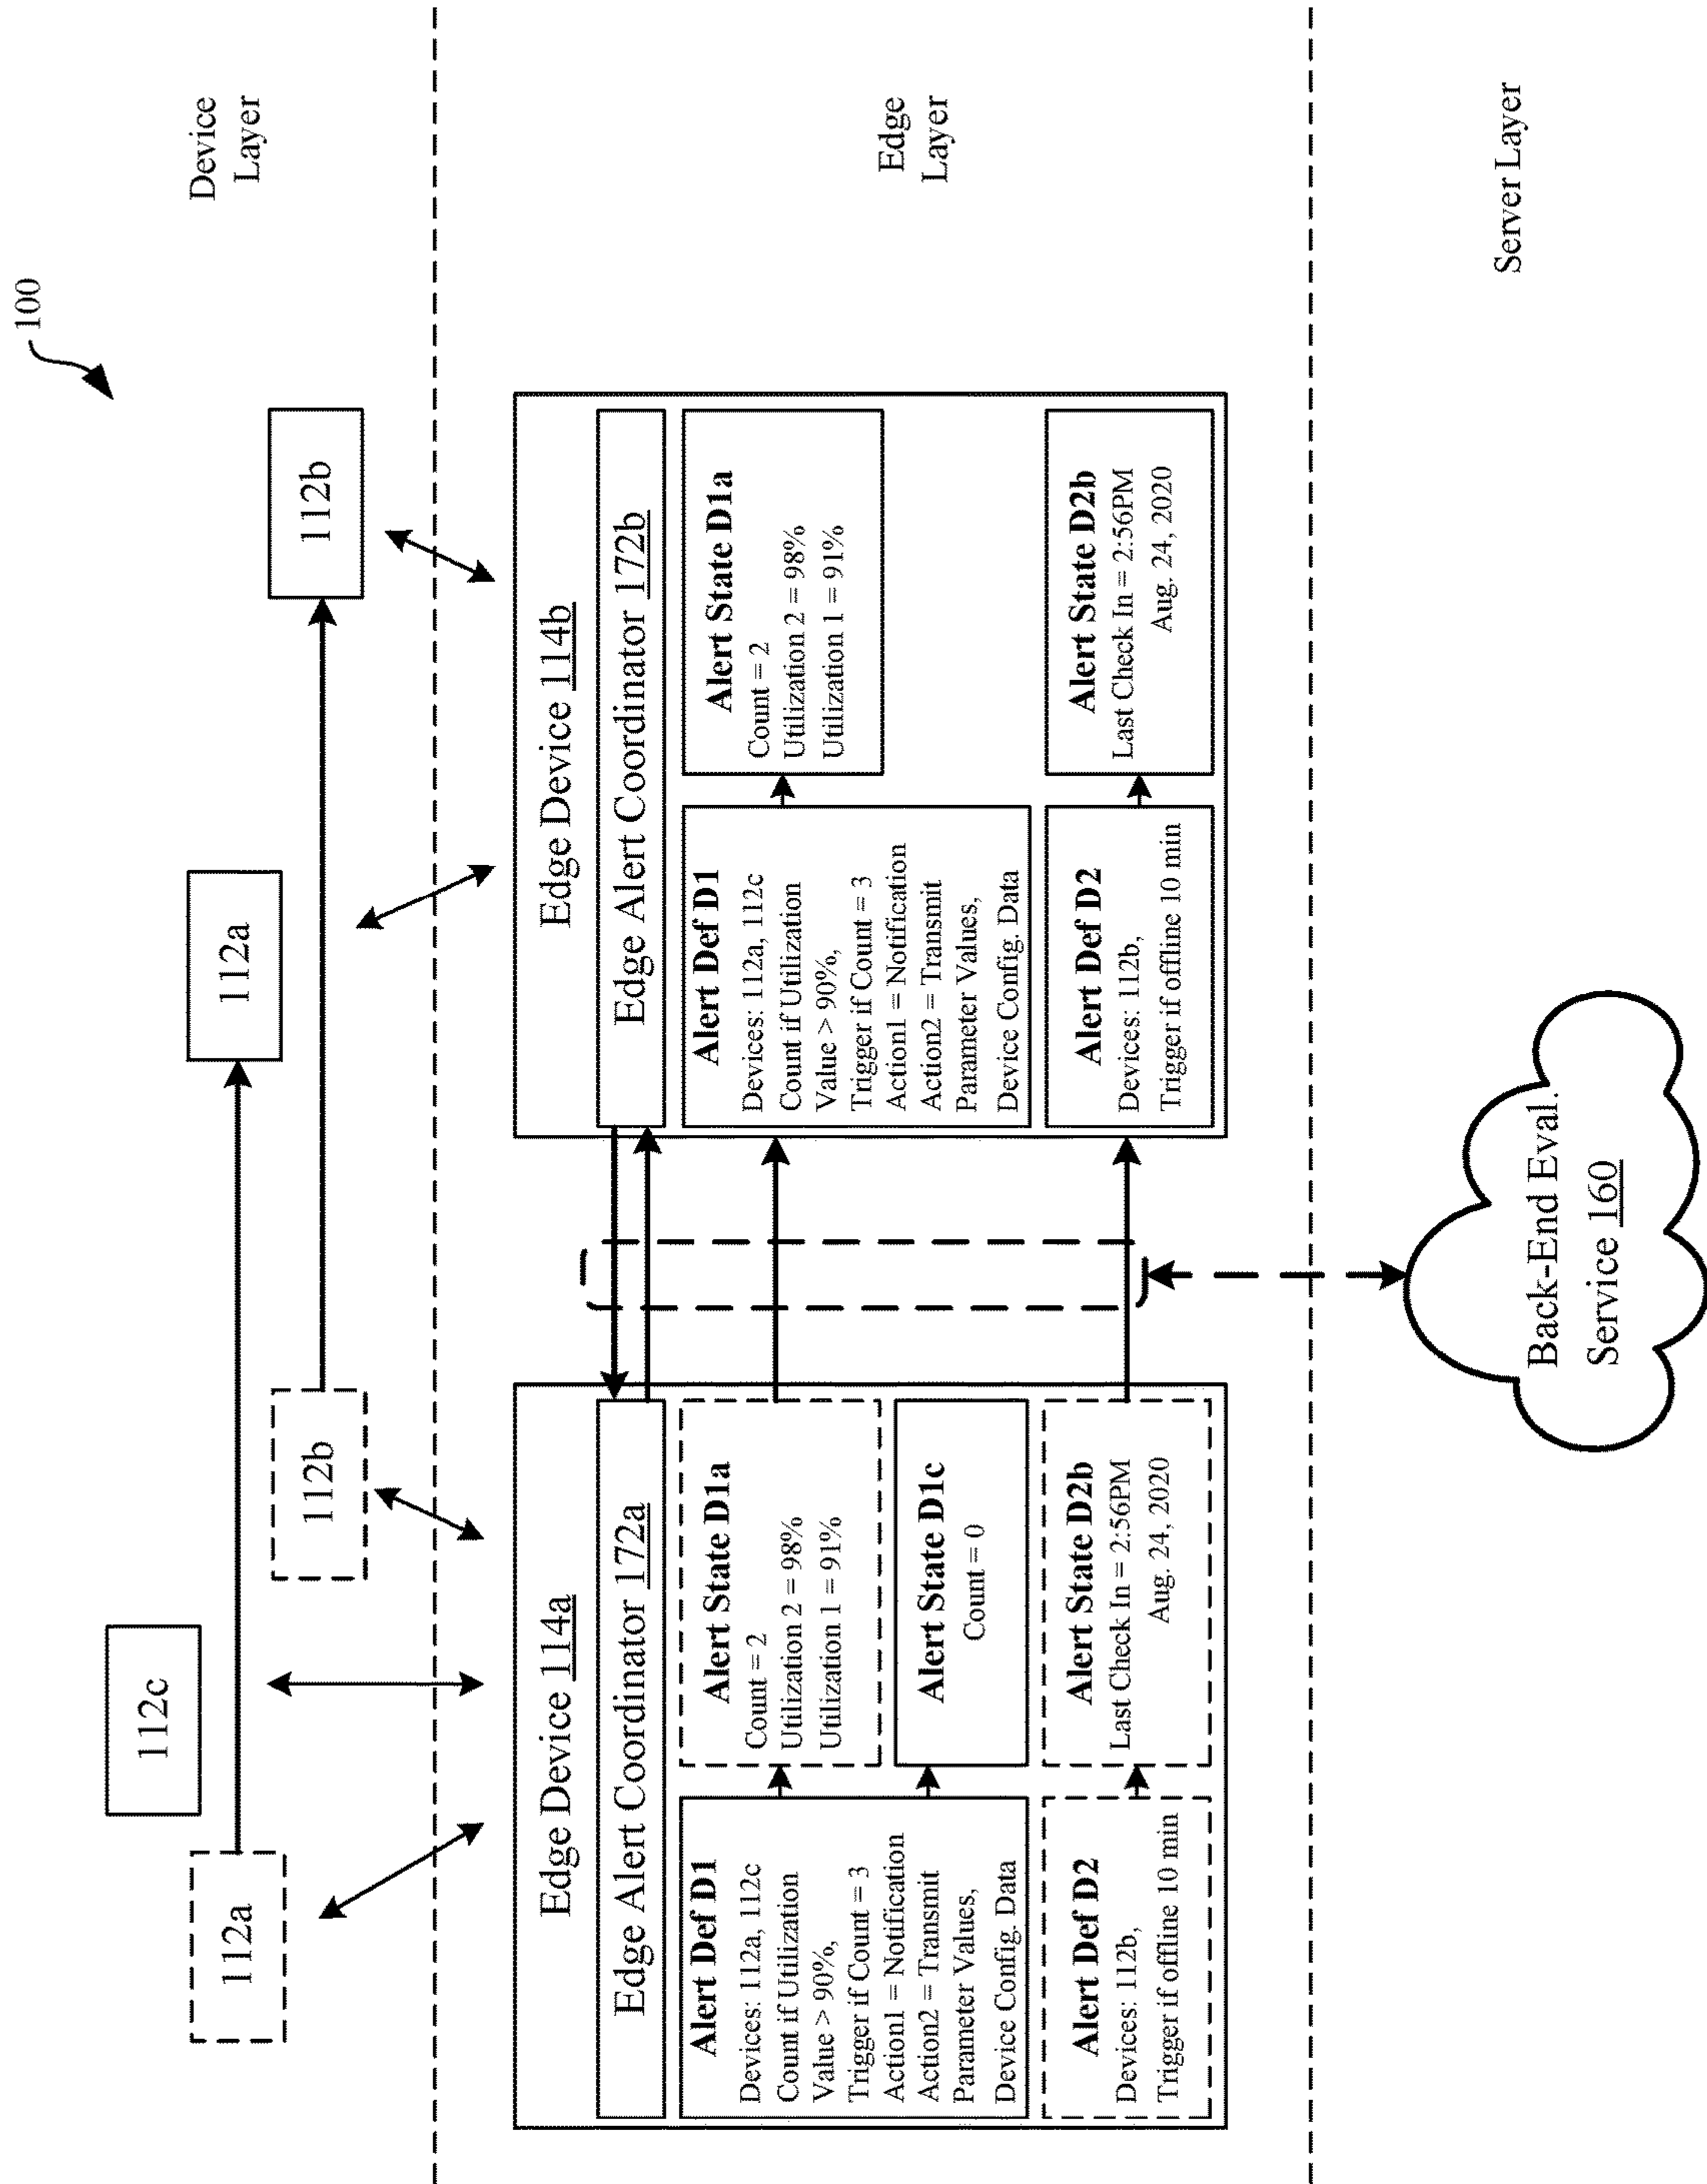 100
Device
Layer
112c
112a
112a
112b
112b
Edge
Layer
Edge Device 114a
Edge Alert Coordinator 172a
Alert Def D1
Devices: 112a, 112c
Count if Utilization
Value > 90%,
Trigger if Count = 3
Action1 = Notification
Action2 = Transmit
Parameter Values,
Device Config. Data
Alert State D1a
Count = 2
Utilization 2 = 98%
Utilization 1 = 91%
Alert State D1c
Count = 0
Alert Def D2
Devices: 112b,
Trigger if offline 10 min
Alert State D2b
Last Check In = 2:56PM
Aug. 24, 2020
Edge Device 114b
Edge Alert Coordinator 172b
Alert Def D1
Devices: 112a, 112c
Count if Utilization
Value > 90%,
Trigger if Count = 3
Action1 = Notification
Action2 = Transmit
Parameter Values,
Device Config. Data
Alert State D1a
Count = 2
Utilization 2 = 98%
Utilization 1 = 91%
Alert Def D2
Devices: 112b,
Trigger if offline 10 min
Alert State D2b
Last Check In = 2:56PM
Aug. 24, 2020
Server Layer
Back-End Eval.
Service 160